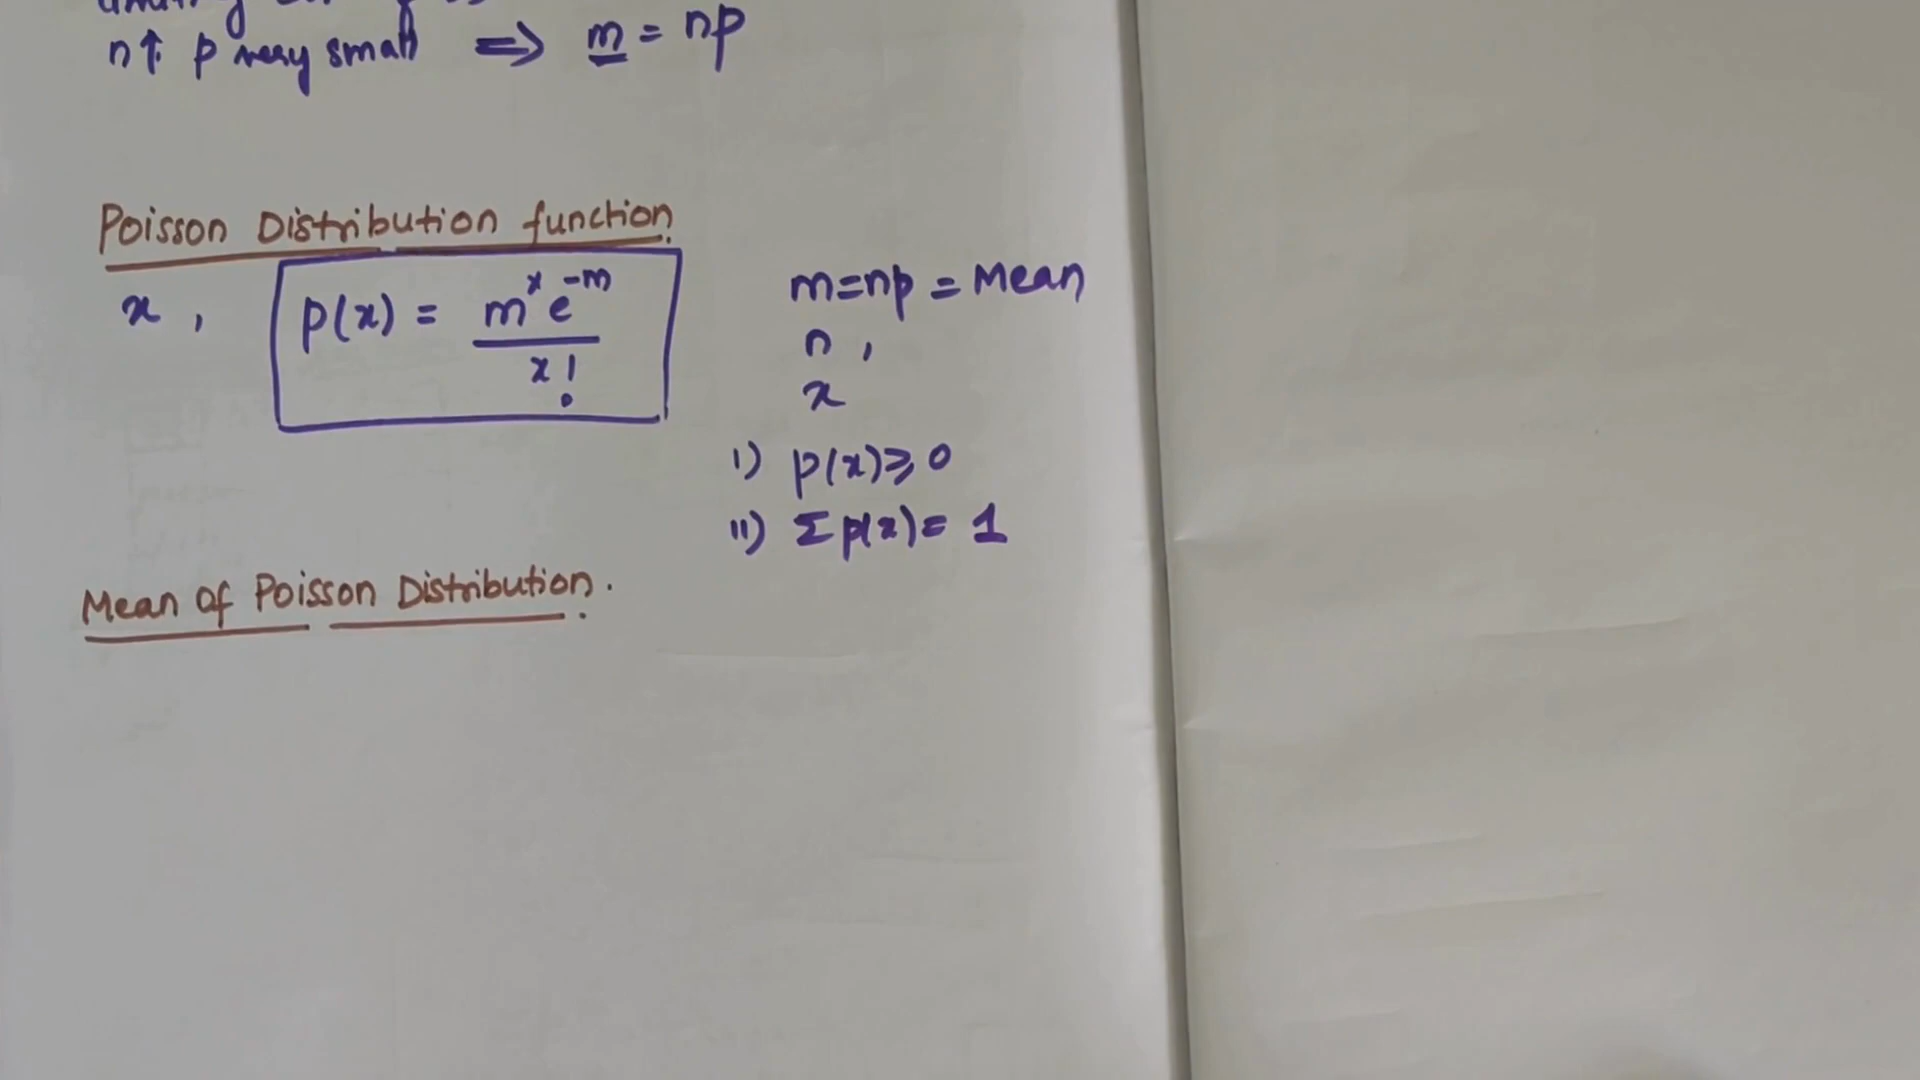 n↑ p very small ⇒ m = np
Poisson Distribution function.
x , p(x) = m^x e^-m / x!
m=np = Mean
n ,
x
i) p(x)≥ 0
ii) Σ p(x)= 1
Mean of Poisson Distribution.